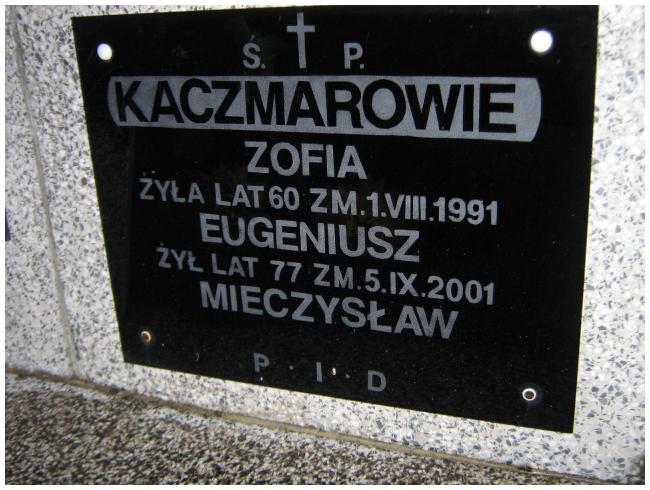 Ś. P.
KACZMAROWIE
ZOFIA
ŻYŁA LAT 60 ZM.1.VIII.1991
EUGENIUSZ
ŻYŁ LAT 77 ZM.5.IX.2001
MIECZYSŁAW
P · I · D